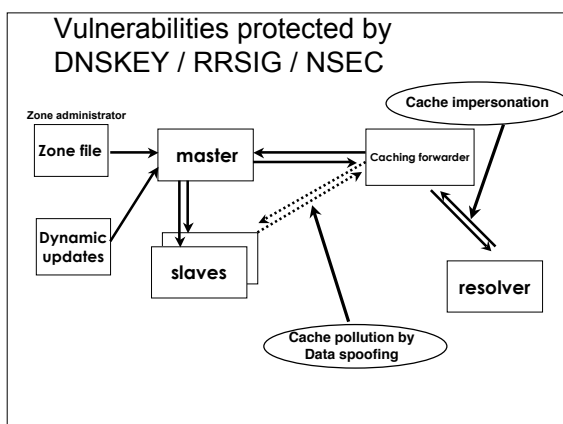 Vulnerabilities protected by
DNSKEY / RRSIG / NSEC
Cache impersonation
Zone administrator
Zone file
master
Caching forwarder
Dynamic
updates
slaves
resolver
Cache pollution by
Data spoofing